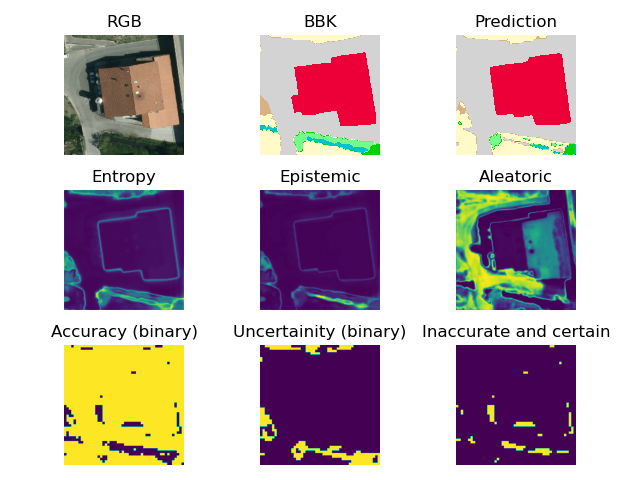 RGB
BBK
Prediction
Entropy
Epistemic
Aleatoric
Accuracy (binary)
Uncertainity (binary)
Inaccurate and certain